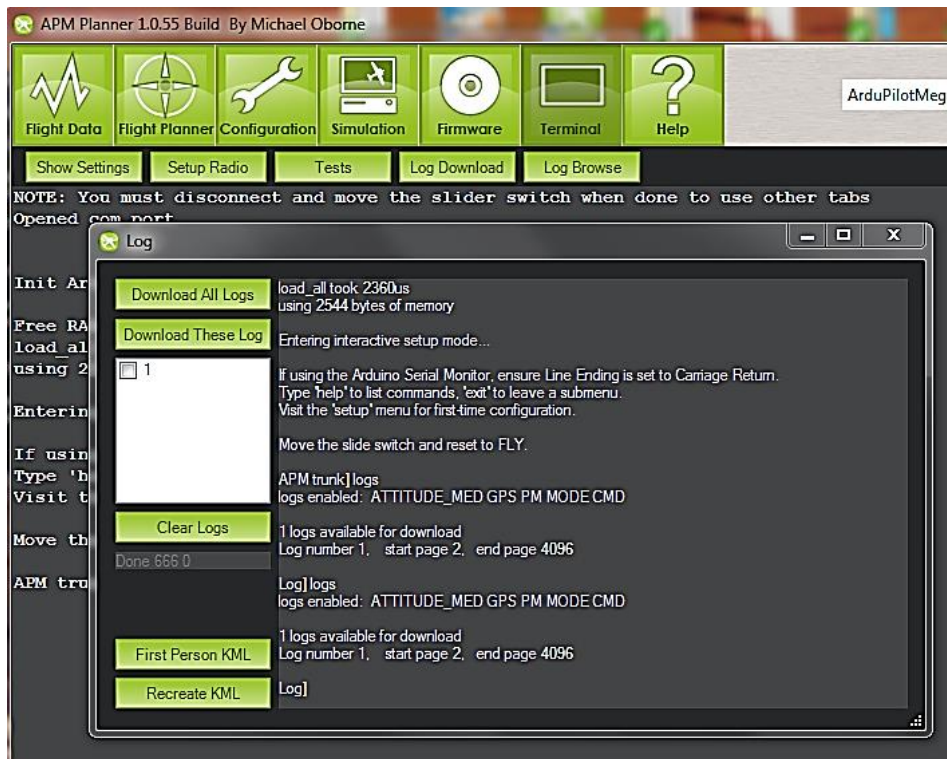 APM Planner 1.0.55 Build By Michael Oborne
Flight Data
Flight Planner
Configuration
Simulation
Firmware
Terminal
Help
ArduPilotMeg
Show Settings
Setup Radio
Tests
Log Download
Log Browse
NOTE: You must disconnect and move the slider switch when done to use other tabs
Opened com port
Init Ar
Free RA
load_al
using 2
Enterin
If usin
Type 'h
Visit t
Move th
APM tru
Log
Download All Logs
Download These Log
1
Clear Logs
Done 666 0
First Person KML
Recreate KML
load_all took 2360us
using 2544 bytes of memory
Entering interactive setup mode...
If using the Arduino Serial Monitor, ensure Line Ending is set to Carriage Return.
Type 'help' to list commands, 'exit' to leave a submenu.
Visit the 'setup' menu for first-time configuration.
Move the slide switch and reset to FLY.
APM trunk] logs
logs enabled: ATTITUDE_MED GPS PM MODE CMD
1 logs available for download
Log number 1, start page 2, end page 4096
Log] logs
logs enabled: ATTITUDE_MED GPS PM MODE CMD
1 logs available for download
Log number 1, start page 2, end page 4096
Log]